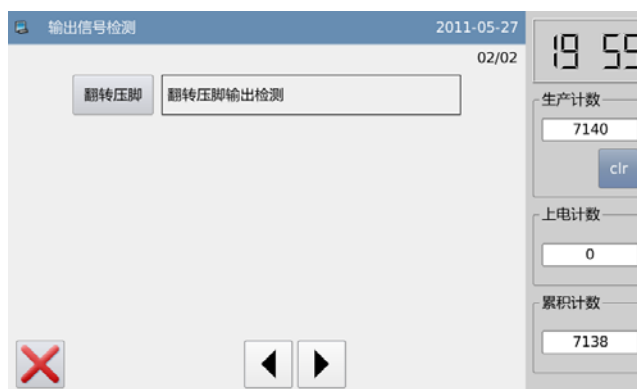 输出信号检测 2011-05-27
02/02
翻转压脚 翻转压脚输出检测
19 55
生产计数
7140
clr
上电计数
0
累积计数
7138